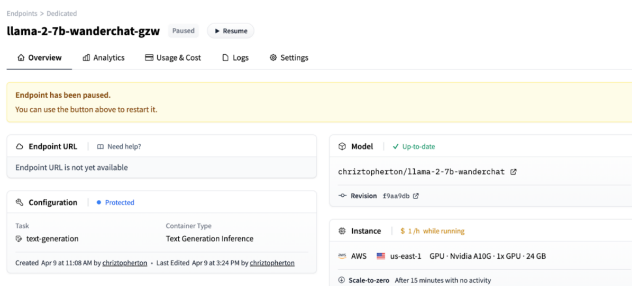 Endpoints > Dedicated
llama-2-7b-wanderchat-gzw Paused Resume
Overview Analytics Usage & Cost Logs Settings
Endpoint has been paused.
You can use the button above to restart it.
Endpoint URL Need help?
Endpoint URL is not yet available
Configuration Protected
Task Container Type
text-generation Text Generation Inference
Created Apr 9 at 11:08 AM by chriztopherton • Last Edited Apr 9 at 3:24 PM by chriztopherton
Model Up-to-date
chriztopherton/llama-2-7b-wanderchat
Revision f9aa9db
Instance $ 1 /h while running
AWS us-east-1 GPU · Nvidia A10G · 1x GPU · 24 GB
Scale-to-zero After 15 minutes with no activity